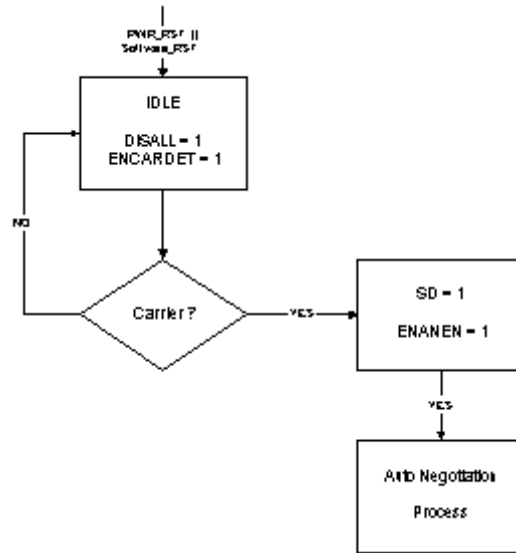 PWR_RST ||
Software_RST
IDLE
DISALL = 1
ENCARDET = 1
NO
Carrier ?
YES
SD = 1
ENANEN = 1
YES
Auto Negotiation
Process